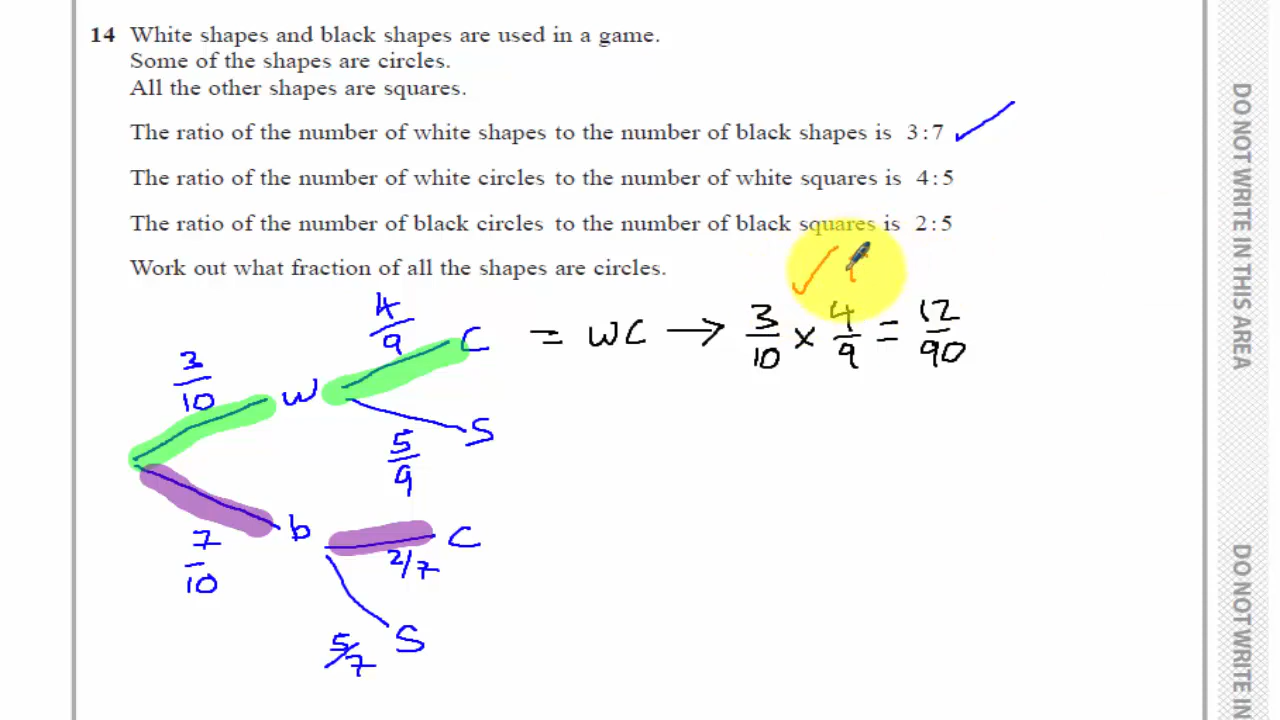 14 White shapes and black shapes are used in a game.
Some of the shapes are circles.
All the other shapes are squares.
The ratio of the number of white shapes to the number of black shapes is 3 : 7
The ratio of the number of white circles to the number of white squares is 4 : 5
The ratio of the number of black circles to the number of black squares is 2 : 5
Work out what fraction of all the shapes are circles.
4/9 C = WC → 3/10 × 4/9 = 12/90
3/10 W
5/9 S
7/10 b
2/7 C
5/7 S
DO NOT WRITE IN THIS AREA
DO NOT WRITE IN